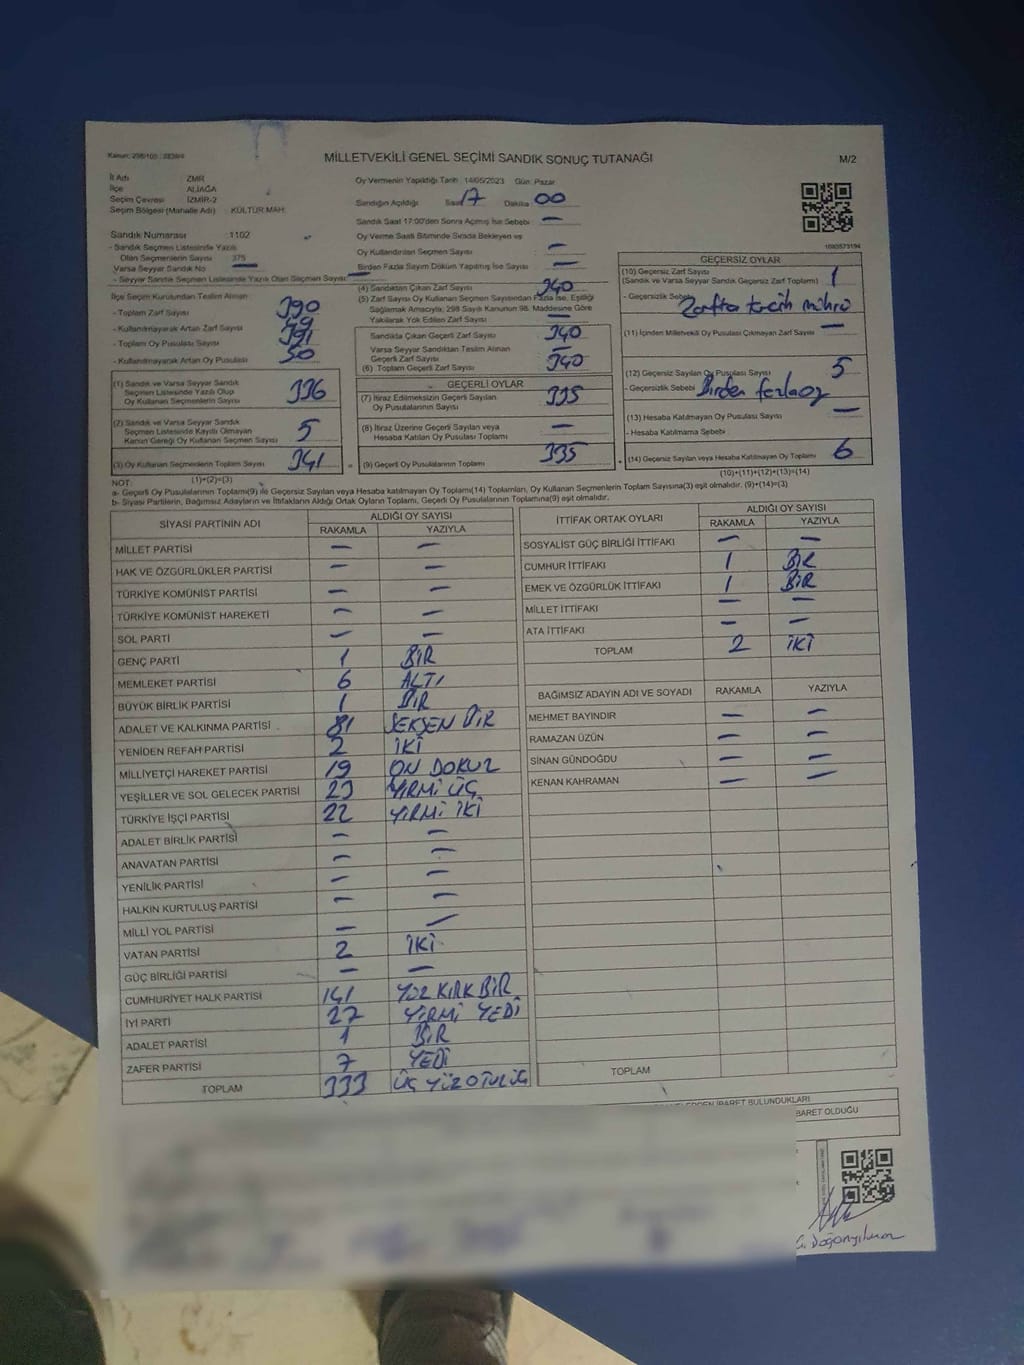 Kanun: 298/105 : 2839/4
MİLLETVEKİLİ GENEL SEÇİMİ SANDIK SONUÇ TUTANAĞI
M/2
İl Adı İZMİR
İlçe ALİAĞA
Seçim Çevresi İZMİR-2
Seçim Bölgesi (Mahalle Adı) : KÜLTÜR MAH.
Oy Vermenin Yapıldığı Tarih :14/05/2023 Gün: Pazar
Sandığın Açıldığı Saat 17 Dakika 00
Sandık Saat 17:00'den Sonra Açılmış İse Sebebi : —
Sandık Numarası :1102
- Sandık Seçmen Listesinde Yazılı
Olan Seçmenlerin Sayısı : 375
Varsa Seyyar Sandık No : —
- Seyyar Sandık Seçmen Listesinde Yazılı Olan Seçmen Sayısı:
Oy Verme Saati Bitiminde Sırada Bekleyen ve
Oy Kullandırılan Seçmen Sayısı : —
Birden Fazla Sayım Döküm Yapılmış İse Sayısı : —
1083573194
İlçe Seçim Kurulundan Teslim Alınan
- Toplam Zarf Sayısı : 390
- Kullanılmayarak Artan Zarf Sayısı : 49
- Toplam Oy Pusulası : 391
- Kullanılmayarak Artan Oy Pusulası : 50
(4) Sandıktan Çıkan Zarf Sayısı : 340
(5) Zarf Sayısı Oy Kullanan Seçmen Sayısından Fazla ise, Eşitliği
Sağlamak Amacıyla; 298 Sayılı Kanunun 98. Maddesine Göre
Yakılarak Yok Edilen Zarf Sayısı : —
Sandıkta Çıkan Geçerli Zarf Sayısı : 340
Varsa Seyyar Sandıktan Teslim Alınan
Geçerli Zarf Sayısı : —
(6) Toplam Geçerli Zarf Sayısı : 340
GEÇERSİZ OYLAR
(10) Geçersiz Zarf Sayısı
(Sandık ve Varsa Seyyar Sandık Geçersiz Zarf Toplamı) : 1
- Geçersizlik Sebebi : Zarfta tercih mührü
(11) İçinden Milletvekili Oy Pusulası Çıkmayan Zarf Sayısı : —
(12) Geçersiz Sayılan Oy Pusulası Sayısı : 5
- Geçersizlik Sebebi : Birden fazla oy
(13) Hesaba Katılmayan Oy Pusulası Sayısı : —
- Hesaba Katılmama Sebebi :
(14) Geçersiz Sayılan veya Hesaba Katılmayan Oy Toplamı : 6
(10)+(11)+(12)+(13)=(14)
(1) Sandık ve Varsa Seyyar Sandık
Seçmen Listesinde Yazılı Olup
Oy Kullanan Seçmenlerin Sayısı : 336
(2) Sandık ve Varsa Seyyar Sandık
Seçmen Listesinde Kayıtlı Olmayan
Kanun Gereği Oy Kullanan Seçmen Sayısı : 5
(3) Oy Kullanan Seçmenlerin Toplam Sayısı : 341
(1)+(2)=(3)
GEÇERLİ OYLAR
(7) İtiraz Edilmeksizin Geçerli Sayılan
Oy Pusulalarının Sayısı : 335
(8) İtiraz Üzerine Geçerli Sayılan veya
Hesaba Katılan Oy Pusulası Toplamı : —
(9) Geçerli Oy Pusulalarının Toplamı : 335
NOT:
a- Geçerli Oy Pusulalarının Toplamı(9) ile Geçersiz Sayılan veya Hesaba katılmayan Oy Toplamı(14) Toplamları, Oy Kullanan Seçmenlerin Toplam Sayısına(3) eşit olmalıdır. (9)+(14)=(3)
b- Siyasi Partilerin, Bağımsız Adayların ve İttifakların Aldığı Ortak Oyların Toplamı, Geçerli Oy Pusulalarının Toplamına(9) eşit olmalıdır.
SİYASİ PARTİNİN ADI ALDIĞI OY SAYISI
RAKAMLA YAZIYLA
MİLLET PARTİSİ — —
HAK VE ÖZGÜRLÜKLER PARTİSİ — —
TÜRKİYE KOMÜNİST PARTİSİ — —
TÜRKİYE KOMÜNİST HAREKETİ — —
SOL PARTİ — —
GENÇ PARTİ 1 BİR
MEMLEKET PARTİSİ 6 ALTI
BÜYÜK BİRLİK PARTİSİ 1 BİR
ADALET VE KALKINMA PARTİSİ 81 SEKSEN BİR
YENİDEN REFAH PARTİSİ 2 İKİ
MİLLİYETÇİ HAREKET PARTİSİ 19 ON DOKUZ
YEŞİLLER VE SOL GELECEK PARTİSİ 23 YİRMİ ÜÇ
TÜRKİYE İŞÇİ PARTİSİ 22 YİRMİ İKİ
ADALET BİRLİK PARTİSİ — —
ANAVATAN PARTİSİ — —
YENİLİK PARTİSİ — —
HALKIN KURTULUŞ PARTİSİ — —
MİLLİ YOL PARTİSİ — —
VATAN PARTİSİ 2 İKİ
GÜÇ BİRLİĞİ PARTİSİ — —
CUMHURİYET HALK PARTİSİ 141 YÜZ KIRK BİR
İYİ PARTİ 27 YİRMİ YEDİ
ADALET PARTİSİ 1 BİR
ZAFER PARTİSİ 7 YEDİ
TOPLAM 333 ÜÇ YÜZ OTUZ ÜÇ
İTTİFAK ORTAK OYLARI ALDIĞI OY SAYISI
RAKAMLA YAZIYLA
SOSYALİST GÜÇ BİRLİĞİ İTTİFAKI — —
CUMHUR İTTİFAKI 1 BİR
EMEK VE ÖZGÜRLÜK İTTİFAKI 1 BİR
MİLLET İTTİFAKI — —
ATA İTTİFAKI — —
TOPLAM 2 İKİ
BAĞIMSIZ ADAYIN ADI VE SOYADI RAKAMLA YAZIYLA
MEHMET BAYINDIR — —
RAMAZAN ÜZÜN — —
SİNAN GÜNDOĞDU — —
KENAN KAHRAMAN — —
TOPLAM
İBARET BULUNDUKLARI
BARET OLDUĞU